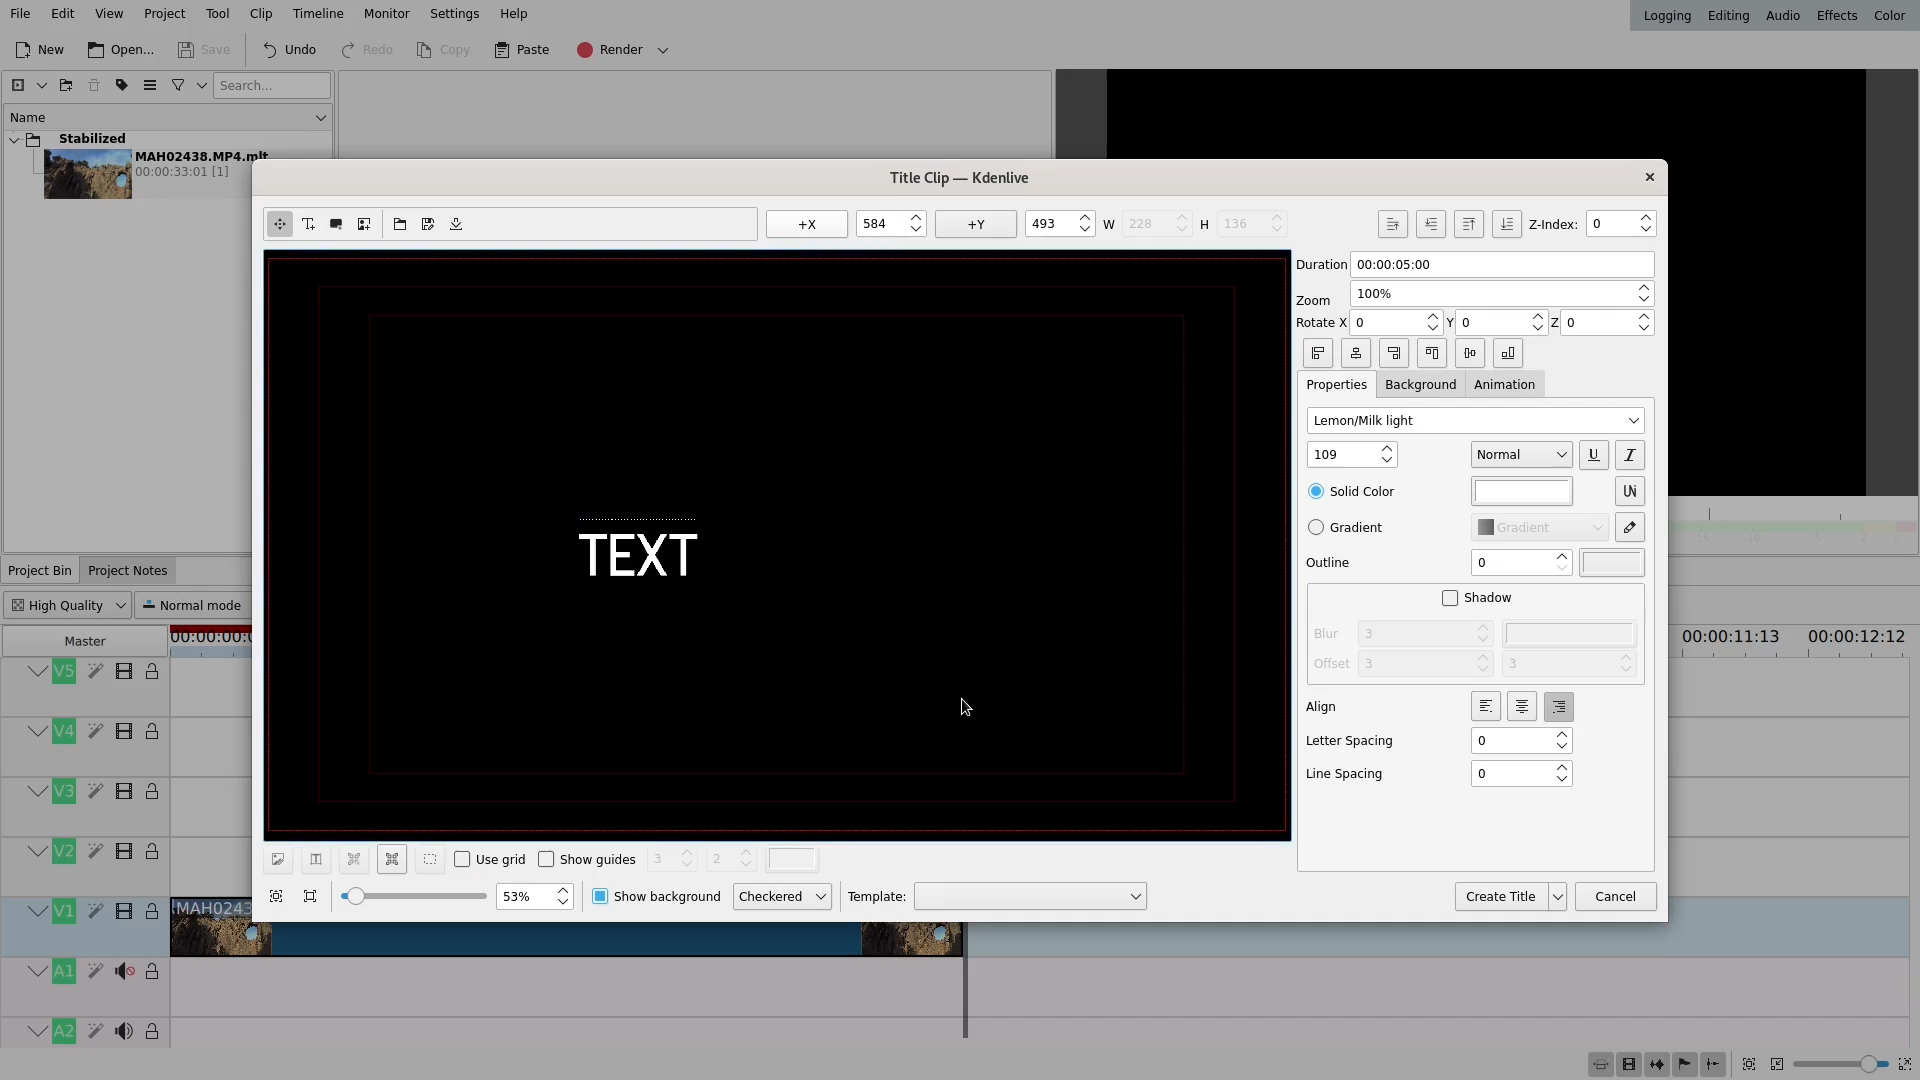 File Edit View Project Tool Clip Timeline Monitor Settings Help
Logging Editing Audio Effects Color
New Open... Save Undo Redo Copy Paste Render
Search...
Name
Stabilized
MAH02438.MP4.mlt
00:00:33:01 [1]
Title Clip — Kdenlive
+X 584 +Y 493 W 228 H 136 Z-Index: 0
Duration 00:00:05:00
Zoom 100%
Rotate X 0 Y 0 Z 0
Properties Background Animation
Lemon/Milk light
109 Normal U I
Solid Color
Gradient Gradient
Outline 0
Shadow
Blur 3
Offset 3 3
Align
Letter Spacing 0
Line Spacing 0
TEXT
Use grid Show guides 3 2
53% Show background Checkered Template: Create Title Cancel
Project Bin Project Notes
High Quality Normal mode
Master 00:00:00:0 00:00:11:13 00:00:12:12
V5
V4
V3
V2
V1 MAH0243
A1
A2